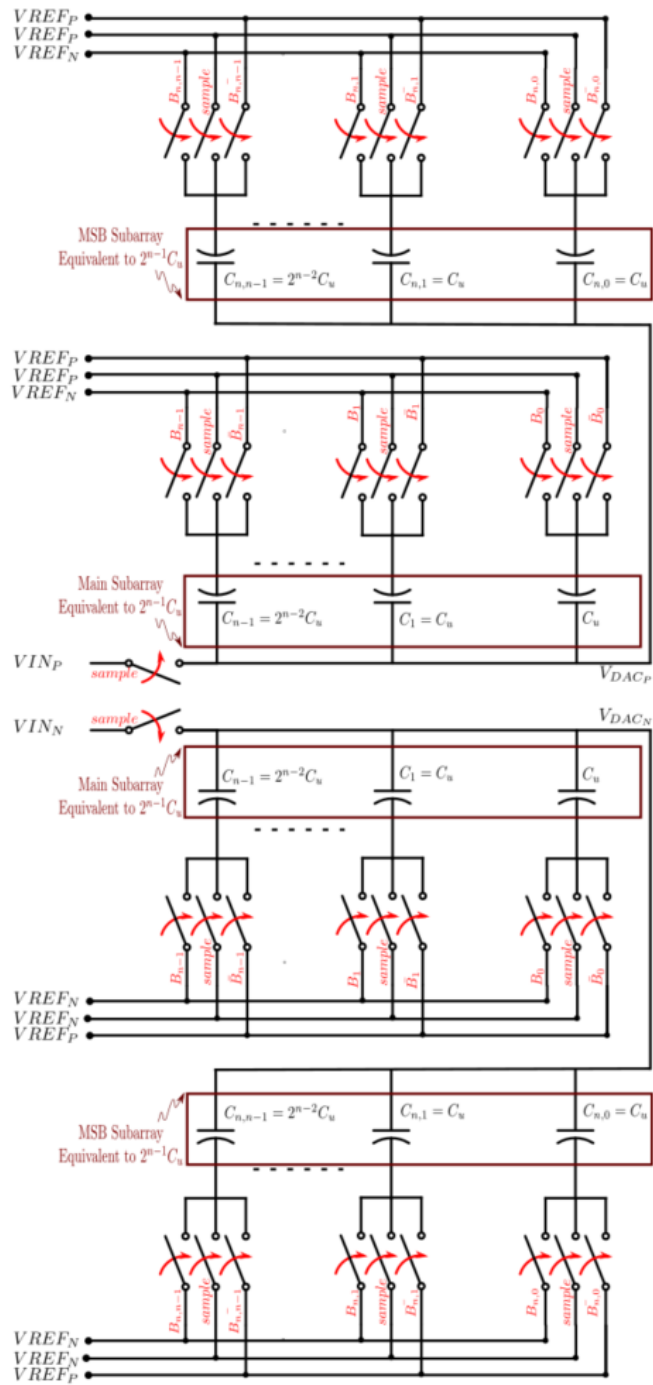 VREF_P
VREF_P
VREF_N
B_{n,n-1} sample B̄_{n,n-1} B_{n,1} sample B̄_{n,1} B_{n,0} sample B̄_{n,0}
MSB Subarray
Equivalent to 2^{n-1}C_u
C_{n,n-1} = 2^{n-2}C_u C_{n,1} = C_u C_{n,0} = C_u
VREF_P
VREF_P
VREF_N
B_{n-1} sample B̄_{n-1} B_1 sample B̄_1 B_0 sample B̄_0
Main Subarray
Equivalent to 2^{n-1}C_u
C_{n-1} = 2^{n-2}C_u C_1 = C_u C_u
VIN_P sample V_{DAC_P}
VIN_N sample V_{DAC_N}
Main Subarray
Equivalent to 2^{n-1}C_u
C_{n-1} = 2^{n-2}C_u C_1 = C_u C_u
B_{n-1} sample B̄_{n-1} B_1 sample B̄_1 B_0 sample B̄_0
VREF_N
VREF_N
VREF_P
MSB Subarray
Equivalent to 2^{n-1}C_u
C_{n,n-1} = 2^{n-2}C_u C_{n,1} = C_u C_{n,0} = C_u
B_{n,n-1} sample B̄_{n,n-1} B_{n,1} sample B̄_{n,1} B_{n,0} sample B̄_{n,0}
VREF_N
VREF_N
VREF_P